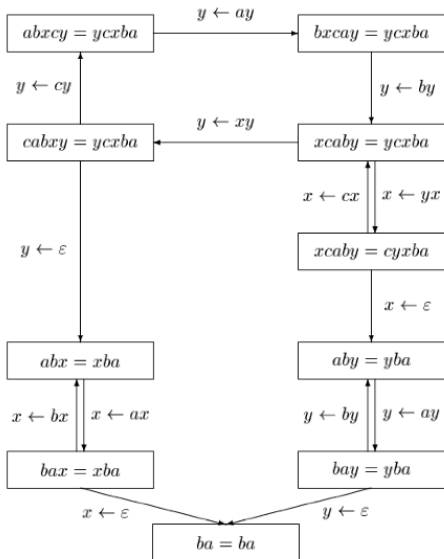 y ← ay
abxcy = ycxba
bxcay = ycxba
y ← cy
y ← by
y ← xy
cabxy = ycxba
xcaby = ycxba
x ← cx
x ← yx
y ← ε
xcaby = cyxba
x ← ε
abx = xba
aby = yba
x ← bx
x ← ax
y ← by
y ← ay
bax = xba
bay = yba
x ← ε
y ← ε
ba = ba